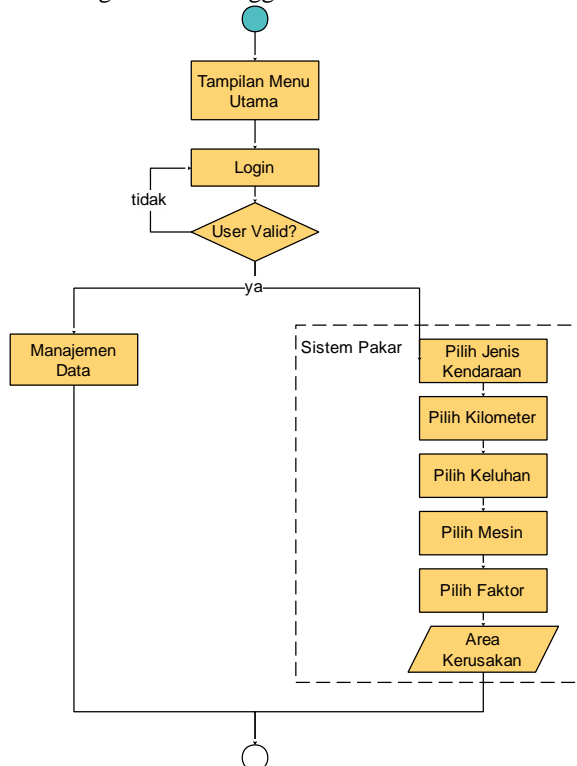 Tampilan Menu
Utama
Login
tidak
User Valid?
ya
Manajemen
Data
Sistem Pakar
Pilih Jenis
Kendaraan
Pilih Kilometer
Pilih Keluhan
Pilih Mesin
Pilih Faktor
Area
Kerusakan